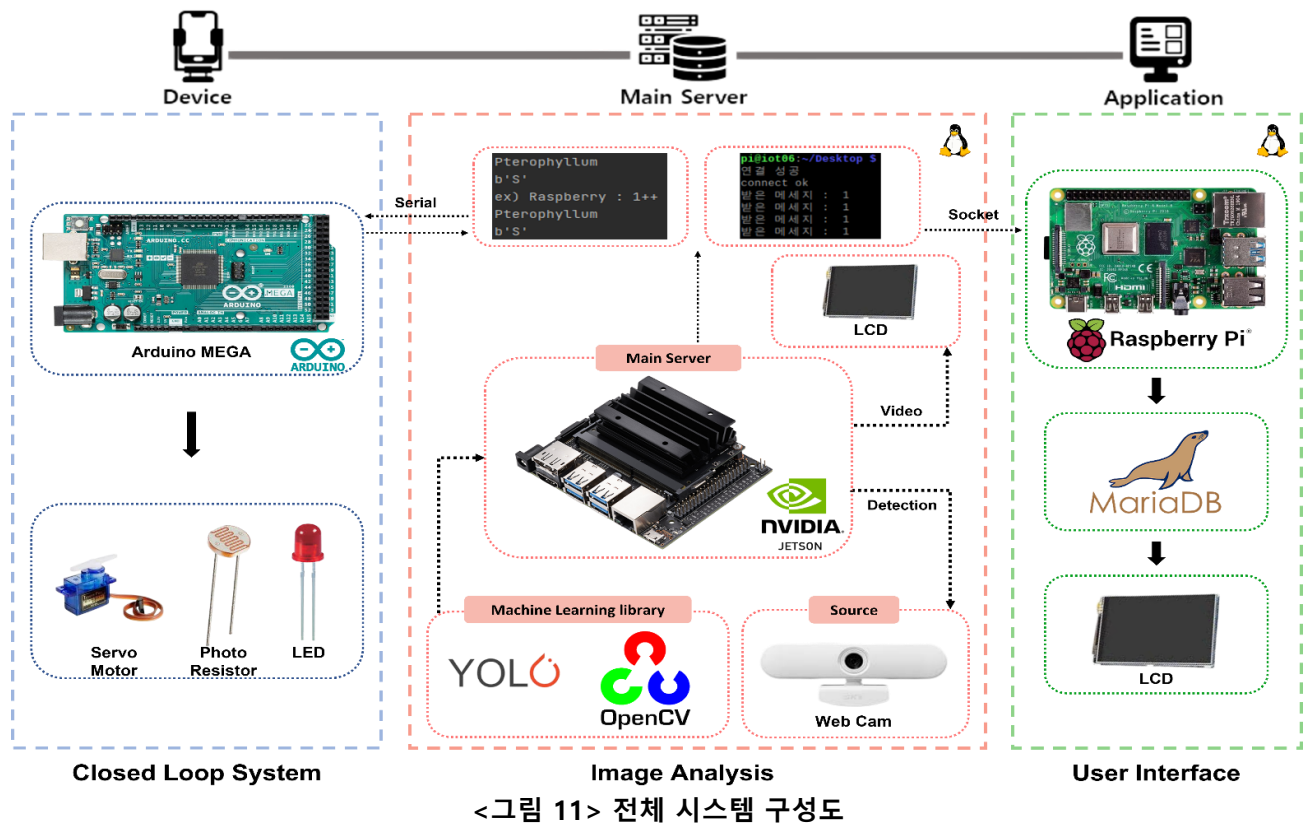 Device
Main Server
Application
Pterophyllum
b'S'
ex) Raspberry : 1++
Pterophyllum
b'S'
pi@iot06:~/Desktop $
연결 성공
connect ok
받은 메세지 : 1
받은 메세지 : 1
받은 메세지 : 1
받은 메세지 : 1
Serial
Socket
ARDUINO.CC
MEGA
ARDUINO
Arduino MEGA
ARDUINO
LCD
HDMI
Raspberry Pi
Main Server
Video
NVIDIA.
JETSON
Detection
MariaDB
Servo
Motor
Photo
Resistor
LED
Machine Learning library
YOLO
OpenCV
Source
Web Cam
LCD
Closed Loop System
Image Analysis
User Interface
<그림 11> 전체 시스템 구성도